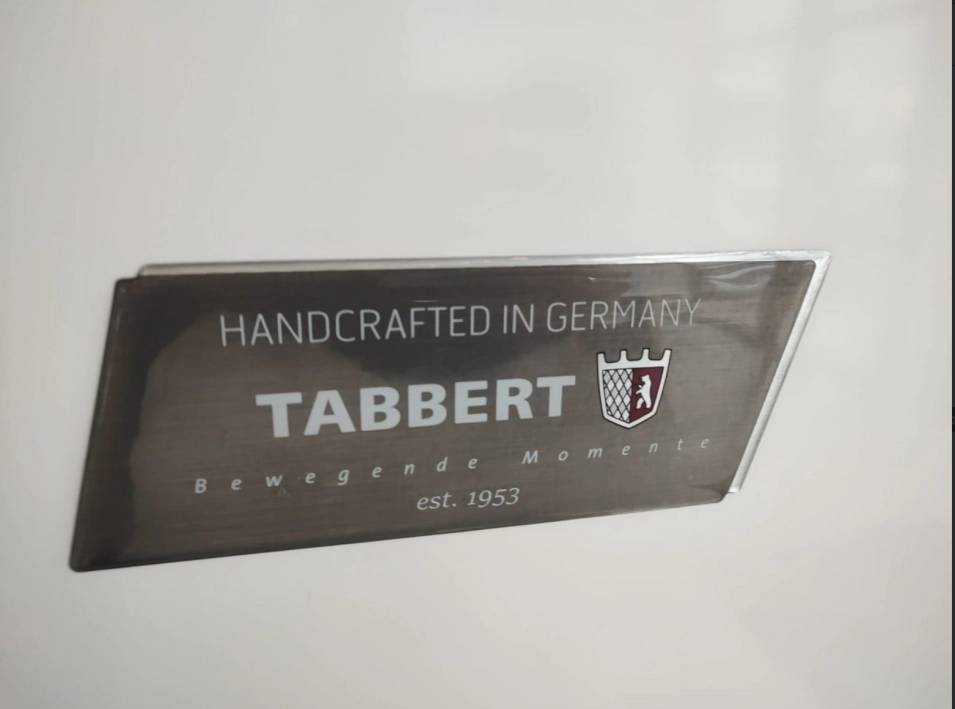 HANDCRAFTED IN GERMANY
TABBERT
Bewegende Momente
est. 1953